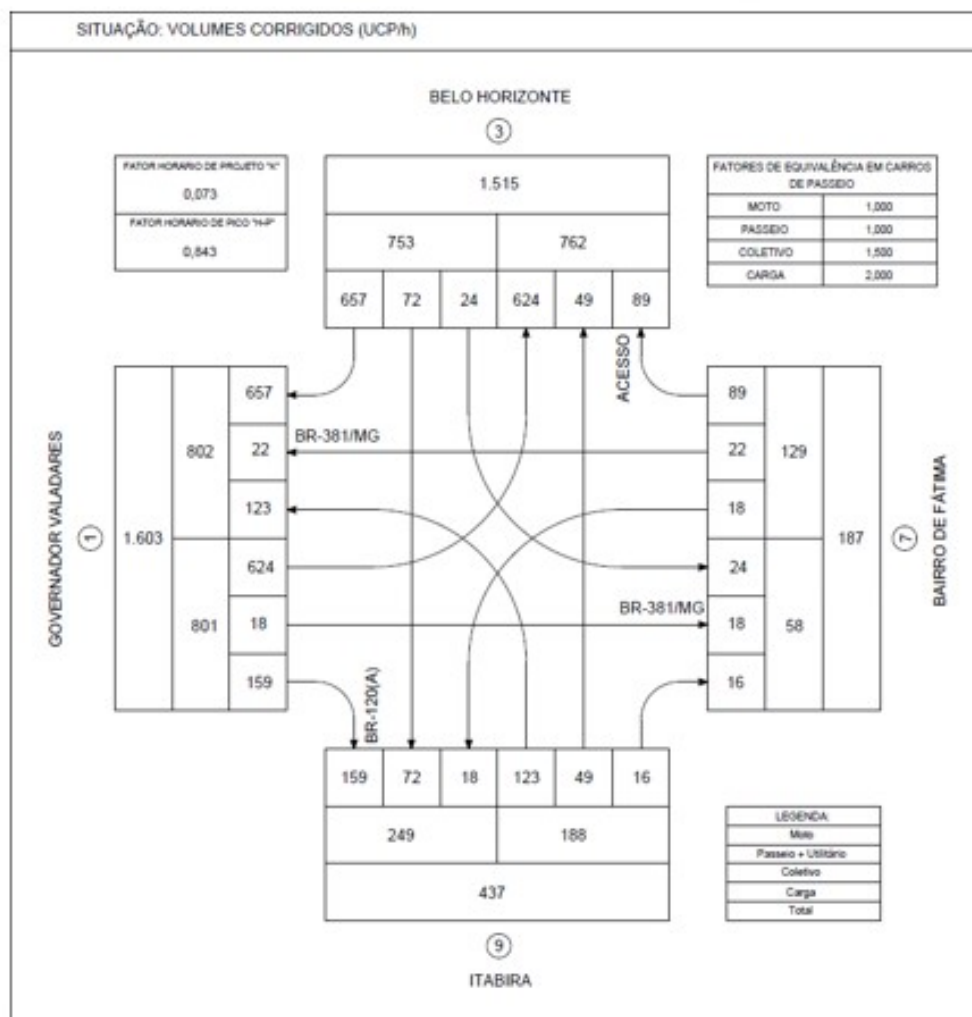 SITUAÇÃO: VOLUMES CORRIGIDOS (UCP/h)
BELO HORIZONTE
3
FATOR HORÁRIO DE PROJETO "K"
0,073
FATOR HORÁRIO DE PICO "H-P"
0,843
1.515
753 762
657 72 24 624 49 89
FATORES DE EQUIVALÊNCIA EM CARROS
DE PASSEIO
MOTO 1,000
PASSEIO 1,000
COLETIVO 1,500
CARGA 2,000
ACESSO
GOVERNADOR VALADARES
1
1.603
802
801
657
22
123
624
18
159
BR-381/MG
BR-381/MG
BR-120(A)
89
22
18
24
18
16
129
58
187
7
BAIRRO DE FÁTIMA
159 72 18 123 49 16
249 188
437
9
ITABIRA
LEGENDA:
Moto
Passeio + Utilitário
Coletivo
Carga
Total